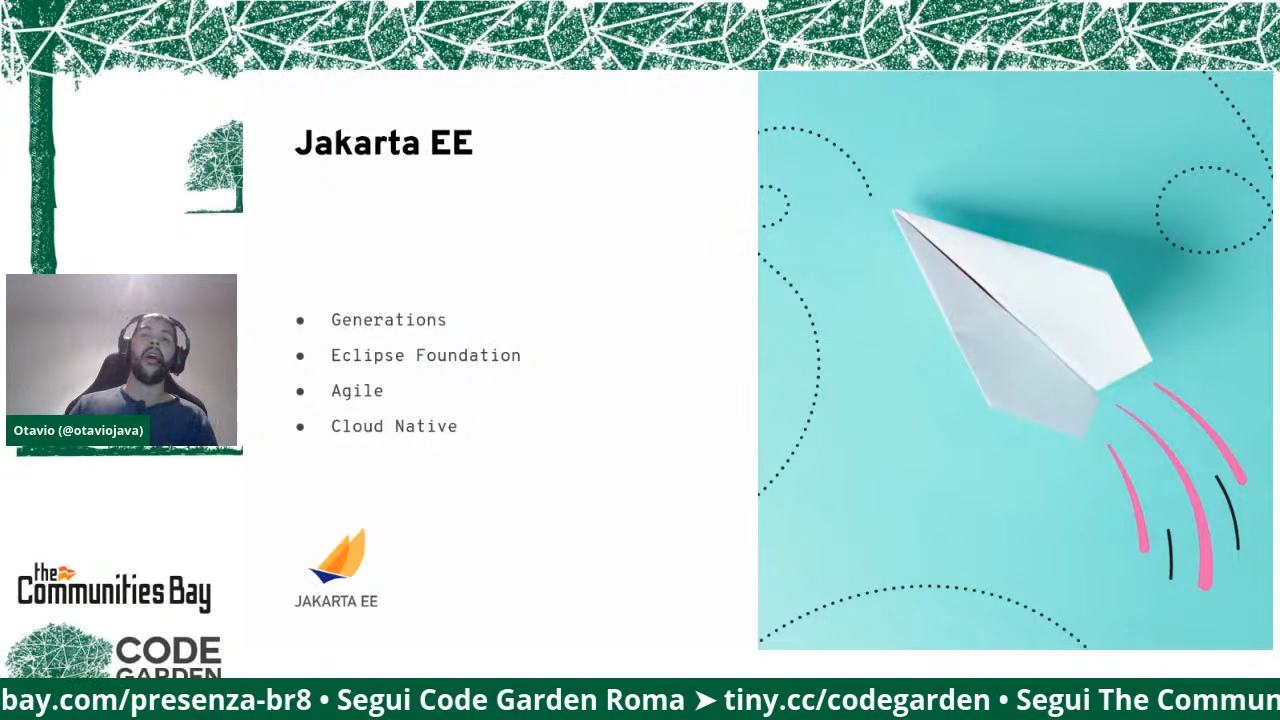 Jakarta EE
● Generations
● Eclipse Foundation
● Agile
● Cloud Native
Otavio (@otaviojava)
JAKARTA EE
the
Communities Bay
CODE
GARDEN
bay.com/presenza-br8 • Segui Code Garden Roma ➤ tiny.cc/codegarden • Segui The Commun